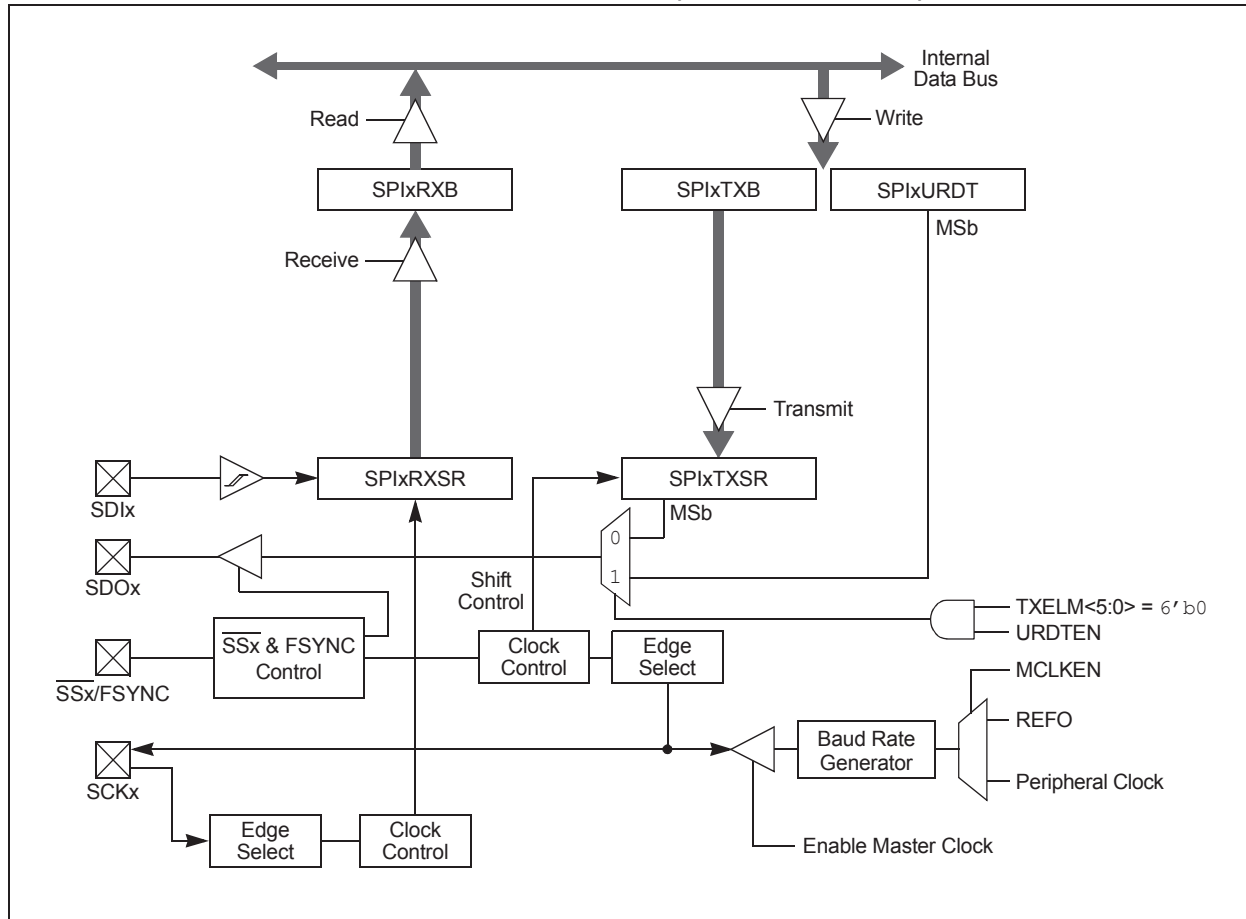 Internal
Data Bus
Read
Write
SPIxRXB
SPIxTXB
SPIxURDT
MSb
Receive
Transmit
SPIxRXSR
SPIxTXSR
SDIx
MSb
0
SDOx
1
Shift
Control
TXELM<5:0> = 6’b0
URDTEN
SSx & FSYNC
Control
Clock
Control
Edge
Select
SSx/FSYNC
MCLKEN
REFO
Baud Rate
Generator
Peripheral Clock
SCKx
Edge
Select
Clock
Control
Enable Master Clock